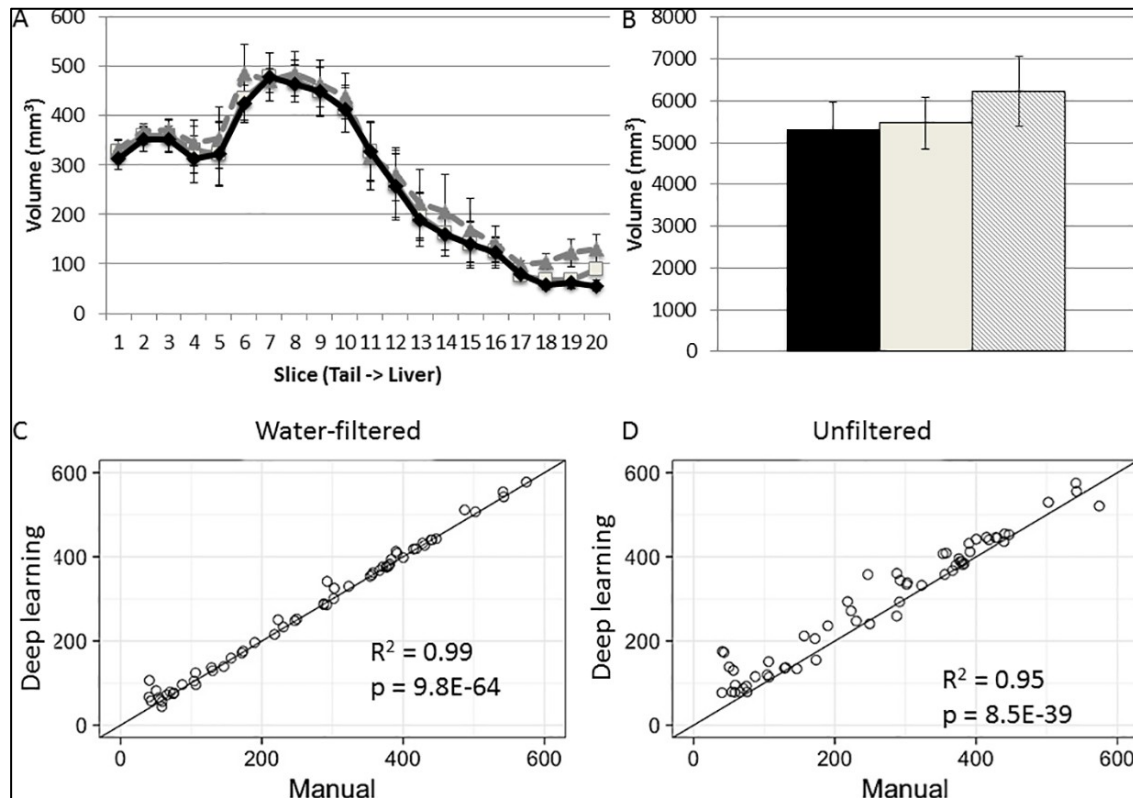 A
600
500
400
300
200
100
0
Volume (mm³)
1 2 3 4 5 6 7 8 9 10 11 12 13 14 15 16 17 18 19 20
Slice (Tail -> Liver)
B
8000
7000
6000
5000
4000
3000
2000
1000
0
Volume (mm³)
C
Water-filtered
600
400
200
0
Deep learning
R² = 0.99
p = 9.8E-64
0 200 400 600
Manual
D
Unfiltered
600
400
200
0
Deep learning
R² = 0.95
p = 8.5E-39
0 200 400 600
Manual